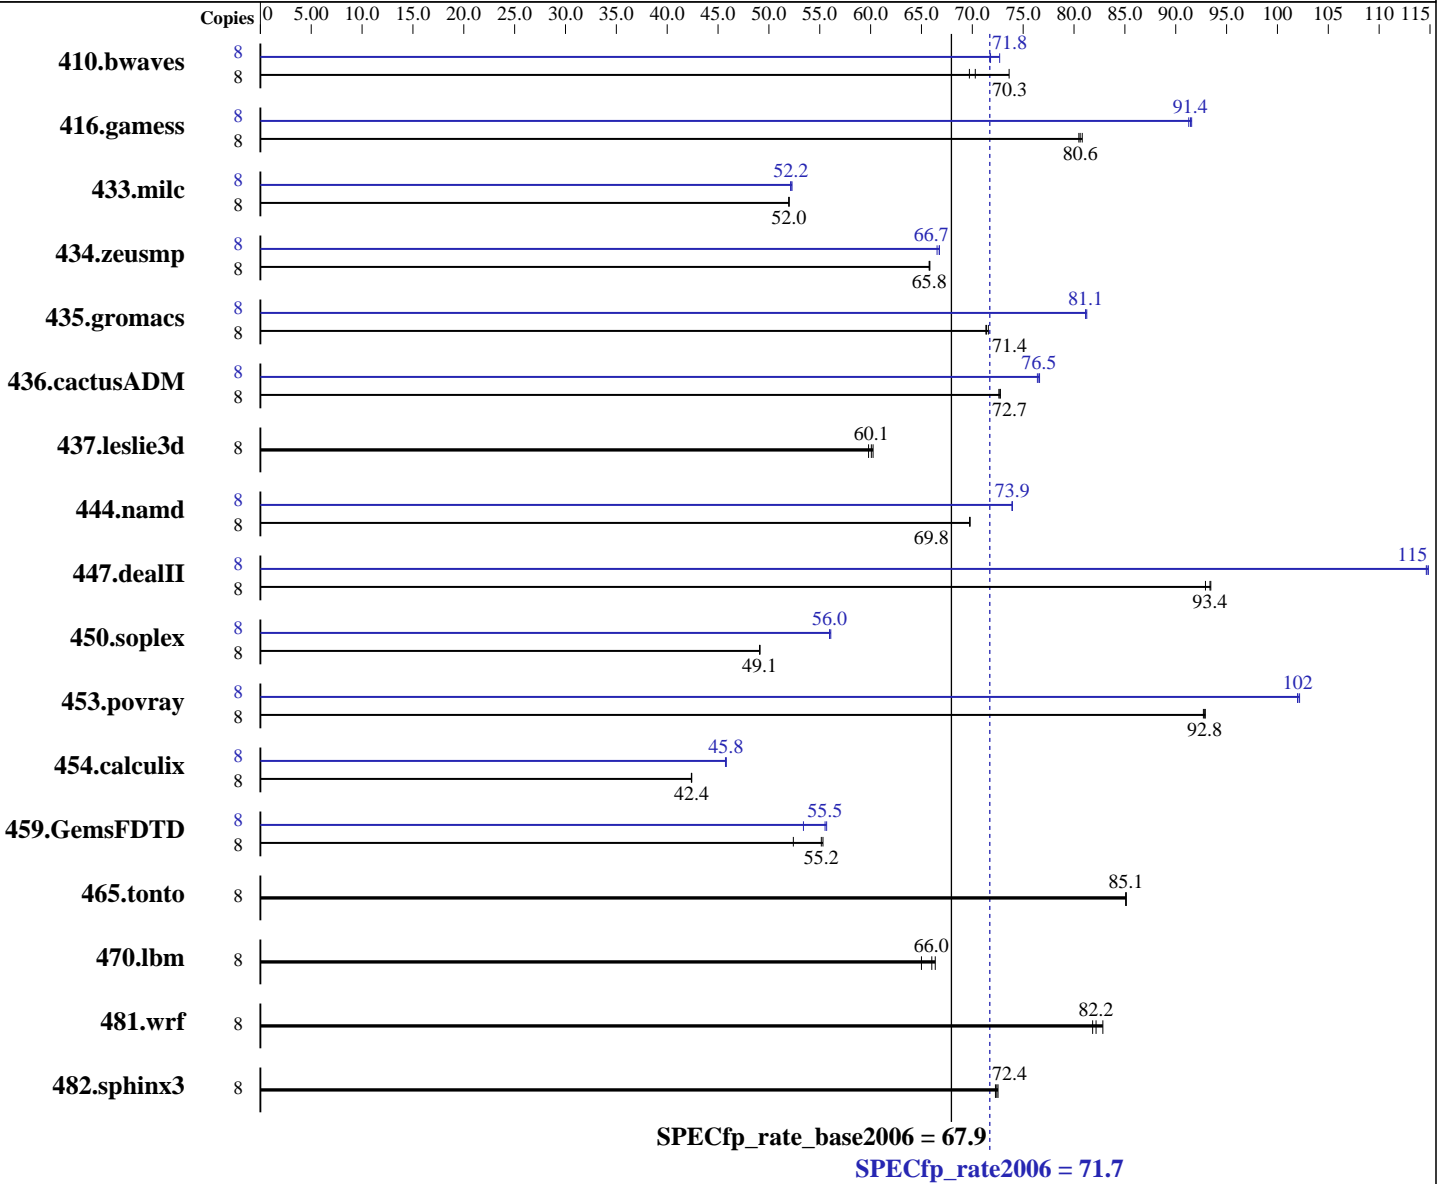 Copies 0 5.00 10.0 15.0 20.0 25.0 30.0 35.0 40.0 45.0 50.0 55.0 60.0 65.0 70.0 75.0 80.0 85.0 90.0 95.0 100 105 110 115
410.bwaves 8 71.8
8 70.3
416.gamess 8 91.4
8 80.6
433.milc 8 52.2
8 52.0
434.zeusmp 8 66.7
8 65.8
435.gromacs 8 81.1
8 71.4
436.cactusADM 8 76.5
8 72.7
437.leslie3d 8 60.1
444.namd 8 73.9
8 69.8
447.dealII 8 115
8 93.4
450.soplex 8 56.0
8 49.1
453.povray 8 102
8 92.8
454.calculix 8 45.8
8 42.4
459.GemsFDTD 8 55.5
8 55.2
465.tonto 8 85.1
470.lbm 8 66.0
481.wrf 8 82.2
482.sphinx3 8 72.4
SPECfp_rate_base2006 = 67.9
SPECfp_rate2006 = 71.7